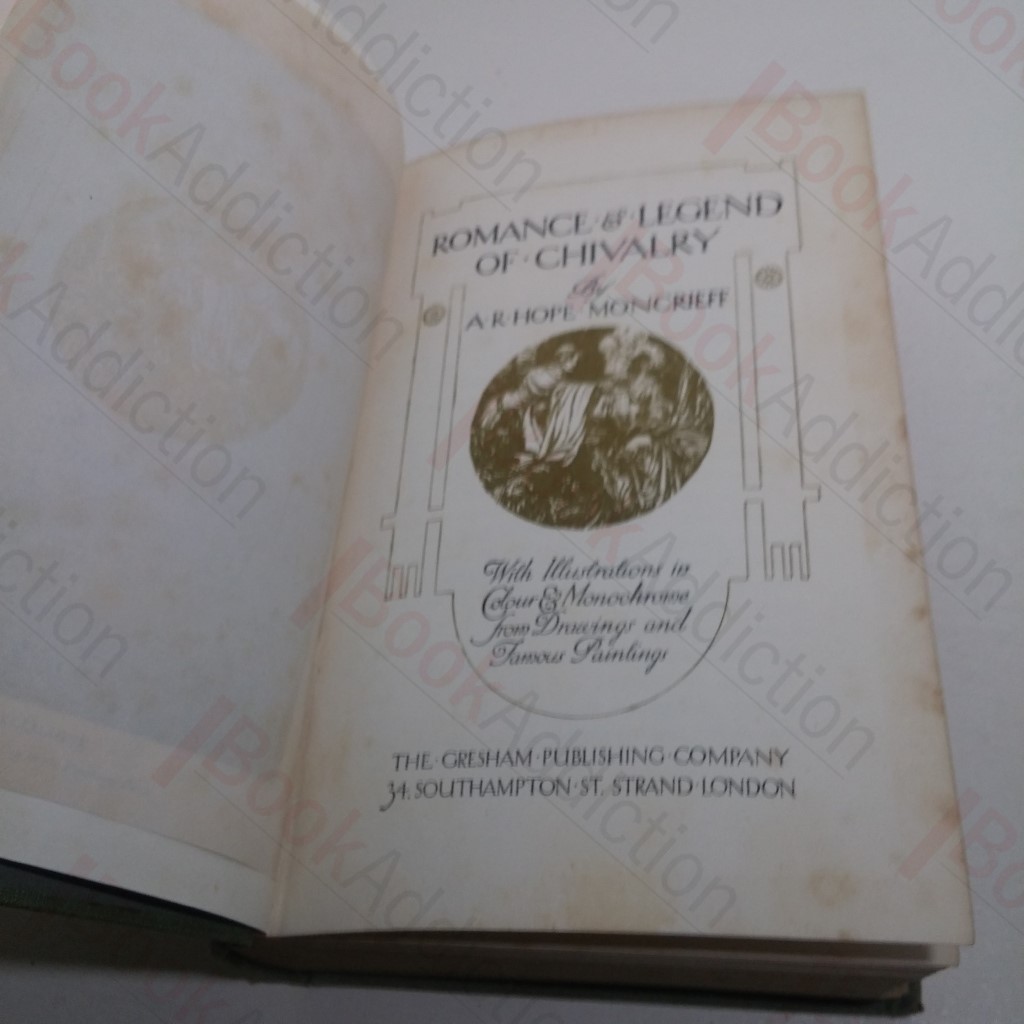 ROMANCE · & · LEGEND
OF · CHIVALRY
By
A · R · HOPE MONCRIEFF
With Illustrations in
Colour & Monochrome
from Drawings and
Famous Paintings
THE · GRESHAM · PUBLISHING · COMPANY
34, SOUTHAMPTON · ST. STRAND · LONDON
BookAddiction